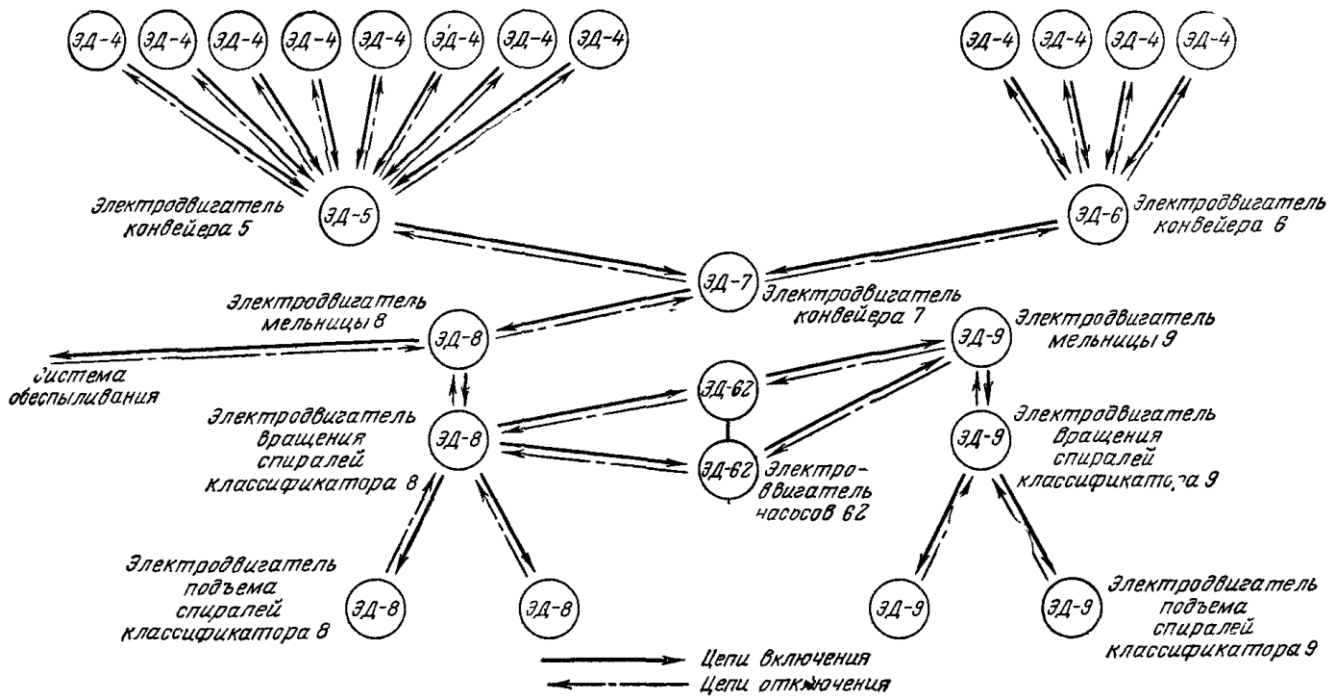 ЭД-4 ЭД-4 ЭД-4 ЭД-4 ЭД-4 ЭД-4 ЭД-4 ЭД-4 ЭД-4 ЭД-4 ЭД-4 ЭД-4
Электродвигатель
конвейера 5
ЭД-5
ЭД-6
Электродвигатель
конвейера 6
ЭД-7
Электродвигатель
конвейера 7
Электродвигатель
мельницы 8
ЭД-8
ЭД-9
Электродвигатель
мельницы 9
Система
обеспыливания
ЭД-62
Электродвигатель
вращения
спиралей
классификатора 8
ЭД-8
ЭД-62
Электро-
ввигатель
насосов 62
ЭД-9
Электродвигатель
вращения
спиралей
классификатора 9
Электродвигатель
подъема
спиралей
классификатора 8
ЭД-8
ЭД-8
ЭД-9
ЭД-9
Электродвигатель
подъема
спиралей
классификатора 9
Цепи включения
Цепи отключения